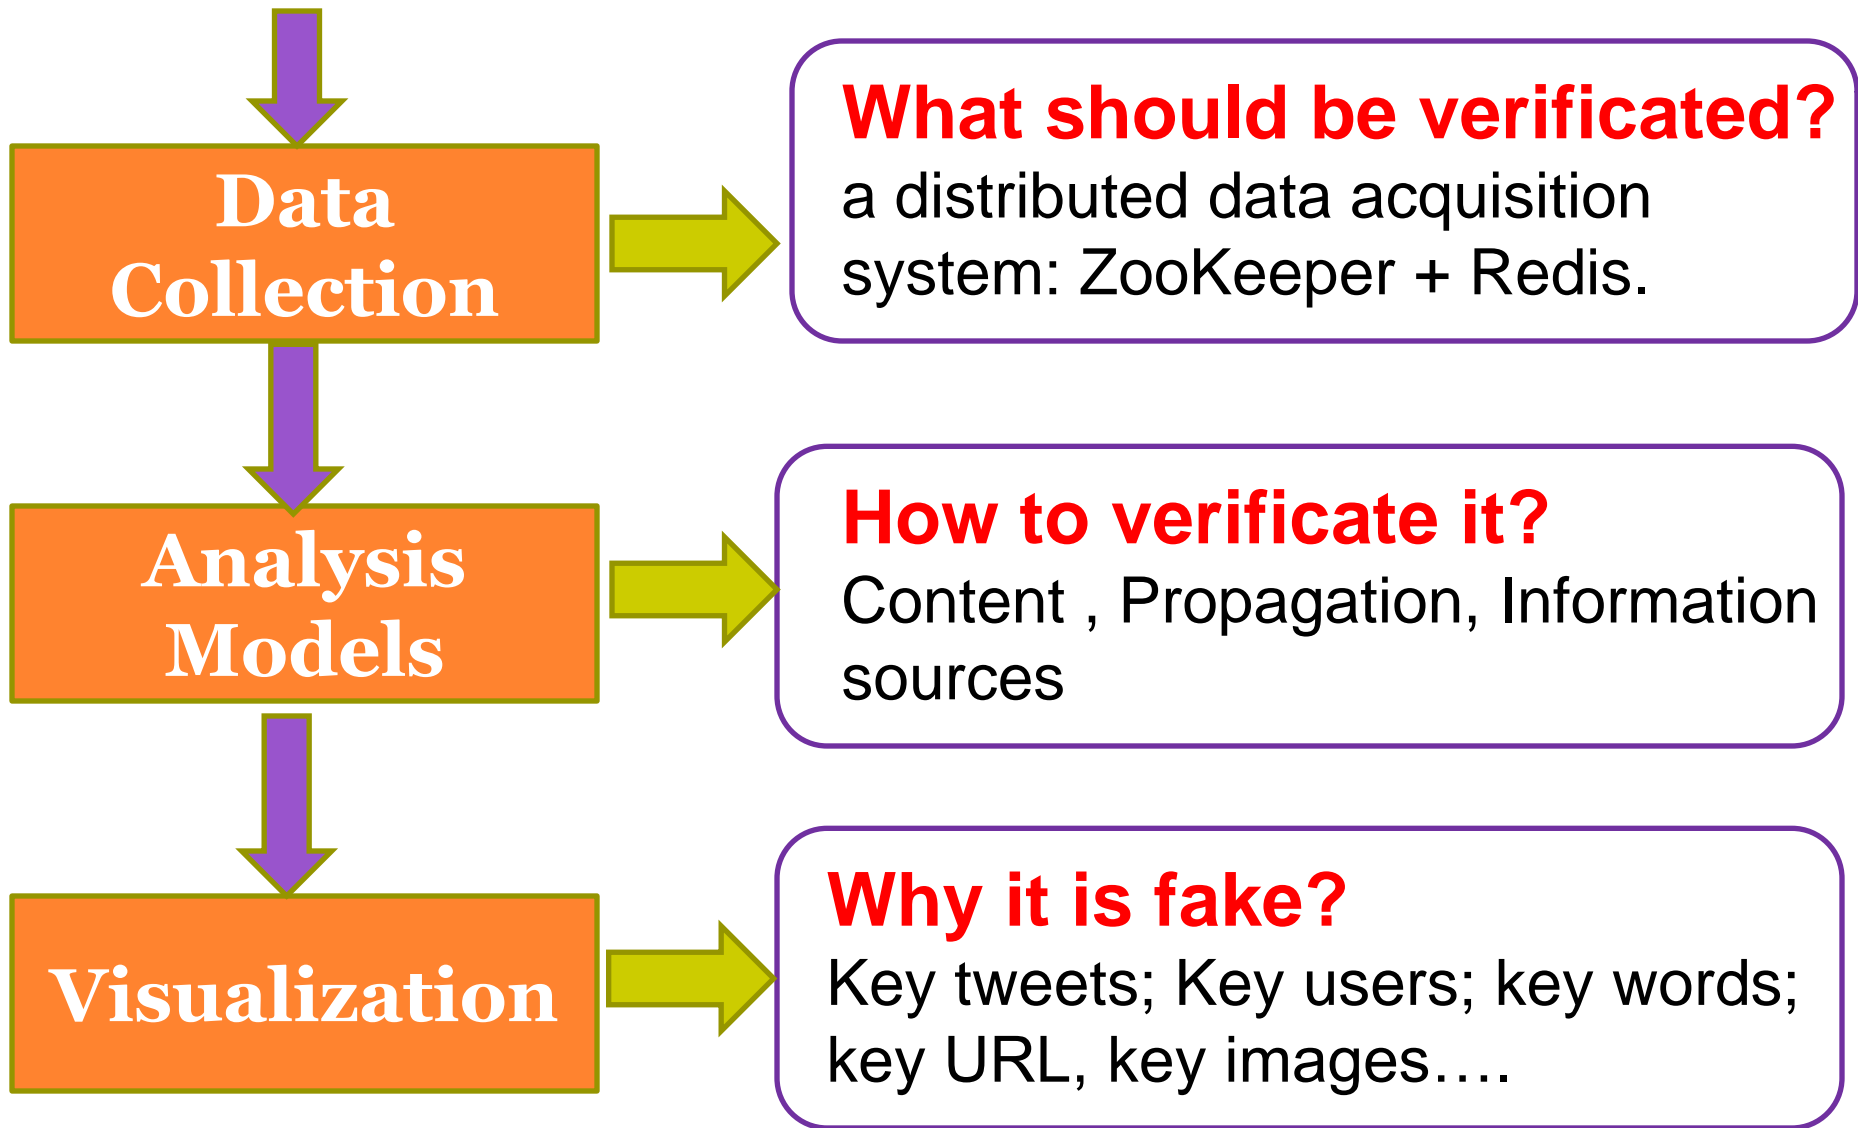 Data
Collection
What should be verificated?
a distributed data acquisition
system: ZooKeeper + Redis.
Analysis
Models
How to verificate it?
Content , Propagation, Information
sources
Visualization
Why it is fake?
Key tweets; Key users; key words;
key URL, key images….